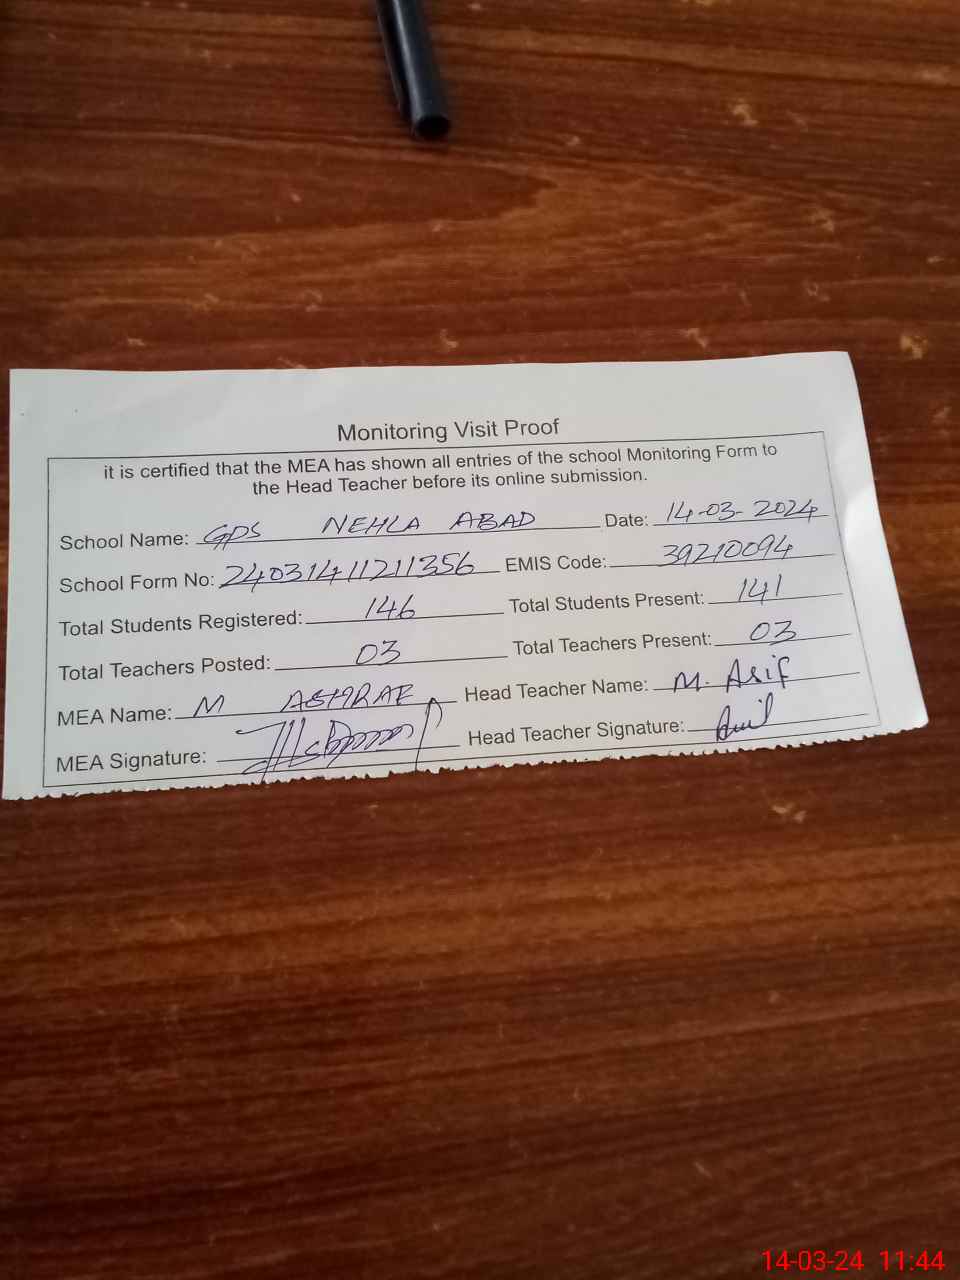 Monitoring Visit Proof
it is certified that the MEA has shown all entries of the school Monitoring Form to
the Head Teacher before its online submission.
School Name: GPS NEHLA ABAD Date: 14-03-2024
School Form No: 24031411211356 EMIS Code: 39210094
Total Students Registered: 146 Total Students Present: 141
Total Teachers Posted: 03 Total Teachers Present: 03
MEA Name: M ASHRAF Head Teacher Name: M. Asif
MEA Signature: Head Teacher Signature:
14-03-24 11:44